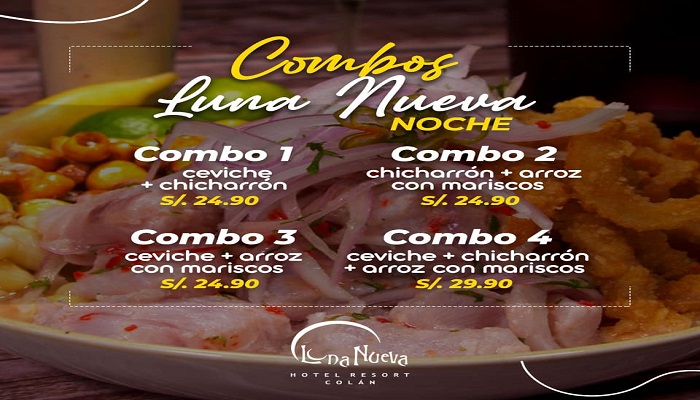 Combos
Luna Nueva
NOCHE
Combo 1
ceviche
+ chicharrón
S/. 24.90
Combo 2
chicharrón + arroz
con mariscos
S/. 24.90
Combo 3
ceviche + arroz
con mariscos
S/. 24.90
Combo 4
ceviche + chicharrón
+ arroz con mariscos
S/. 29.90
Luna Nueva
HOTEL RESORT
COLÁN